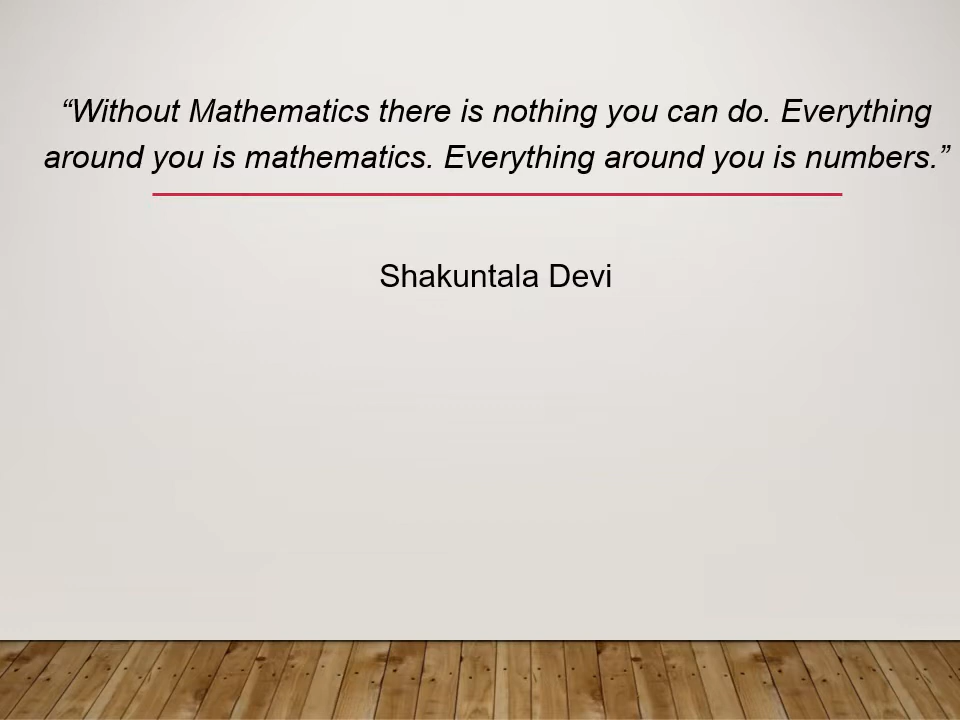 “Without Mathematics there is nothing you can do. Everything
around you is mathematics. Everything around you is numbers.”
Shakuntala Devi